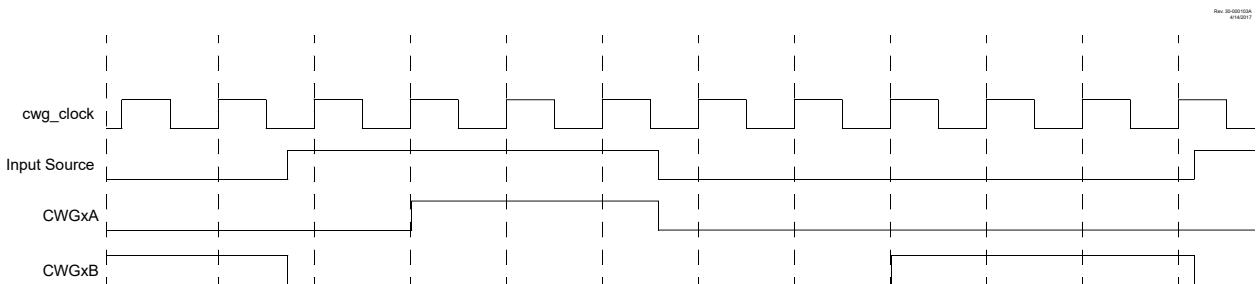 Rev. 30-000103A
4/14/2017
cwg_clock
Input Source
CWGxA
CWGxB